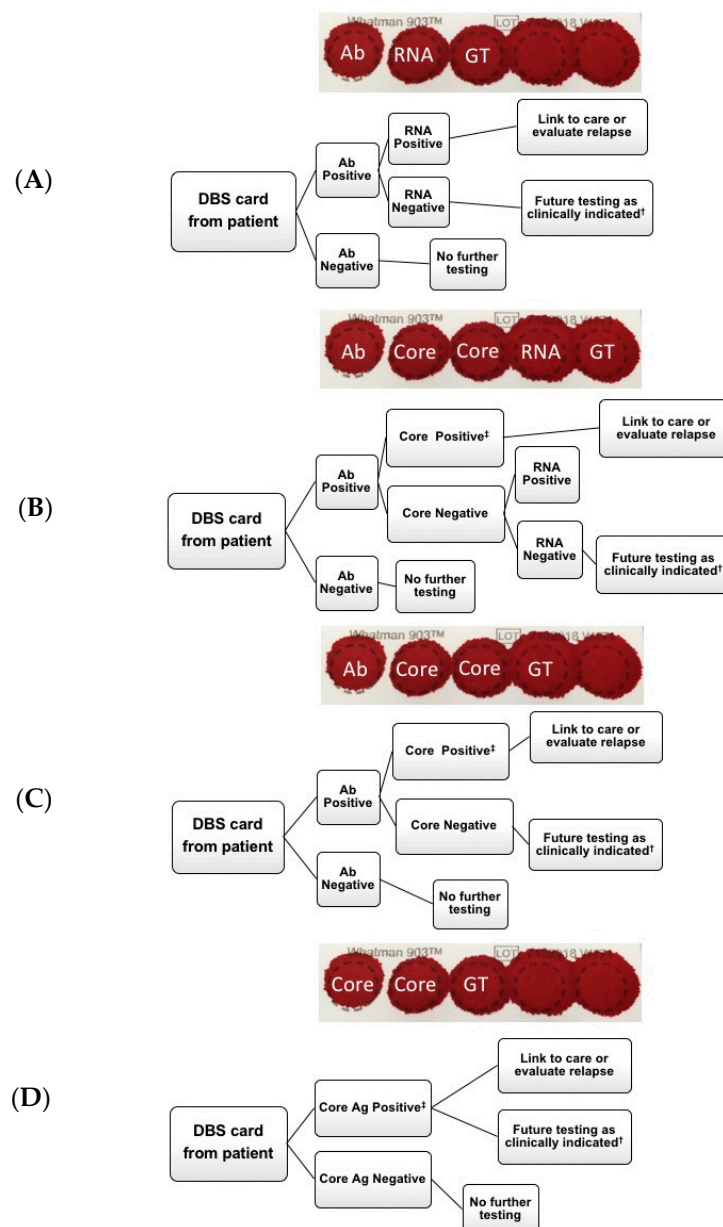 Whatman 903™ LOT
Ab RNA GT
(A)
DBS card
from patient
Ab
Positive
RNA
Positive
Link to care or
evaluate relapse
RNA
Negative
Future testing as
clinically indicated†
Ab
Negative
No further
testing
Whatman 903™ LOT
Ab Core Core RNA GT
(B)
DBS card
from patient
Ab
Positive
Core Positive‡
Link to care or
evaluate relapse
Core Negative
RNA
Positive
RNA
Negative
Future testing as
clinically indicated†
Ab
Negative
No further
testing
Whatman 903™ LOT
Ab Core Core GT
(C)
DBS card
from patient
Ab
Positive
Core Positive‡
Link to care or
evaluate relapse
Core Negative
Future testing as
clinically indicated†
Ab
Negative
No further
testing
Whatman 903™ LOT
Core Core GT
(D)
DBS card
from patient
Core Ag Positive‡
Link to care or
evaluate relapse
Future testing as
clinically indicated†
Core Ag Negative
No further
testing